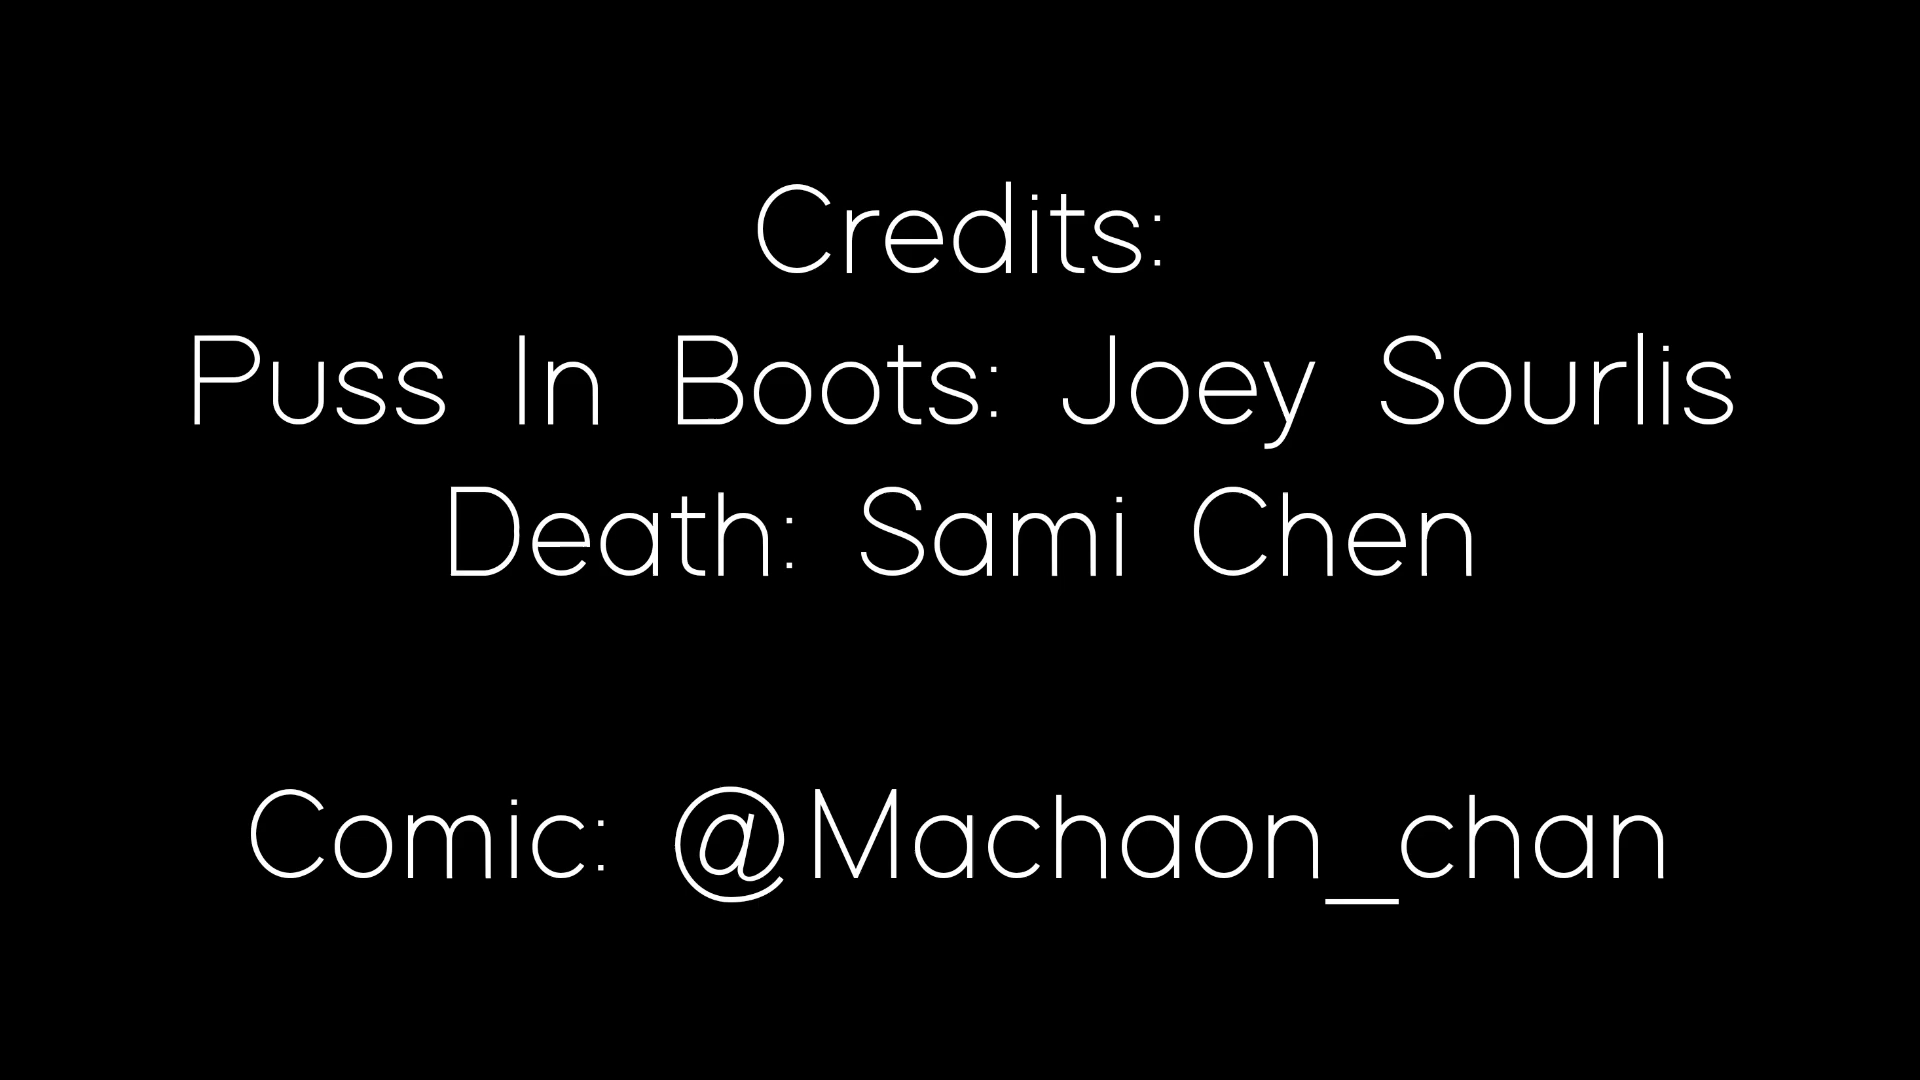 Credits:
Puss In Boots: Joey Sourlis
Death: Sami Chen
Comic: @Machaon_chan